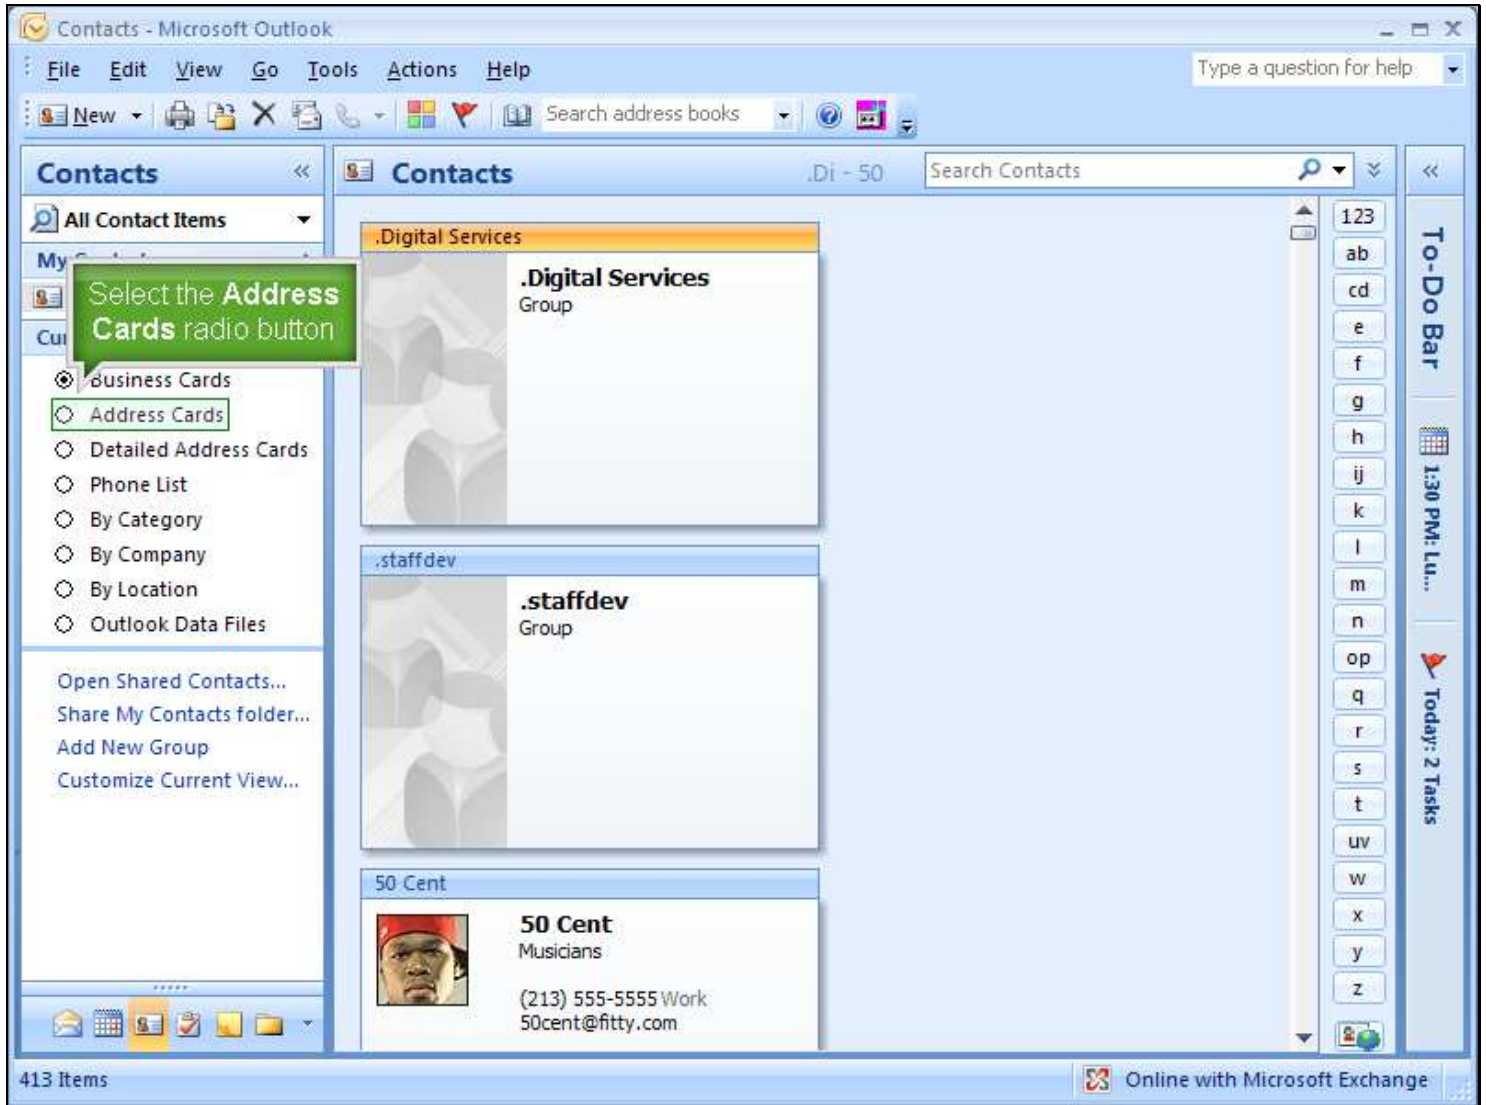 Contacts - Microsoft Outlook
File Edit View Go Tools Actions Help
Type a question for help
New
Search address books
Contacts
All Contact Items
My
Select the Address
Cards radio button
Business Cards
Address Cards
Detailed Address Cards
Phone List
By Category
By Company
By Location
Outlook Data Files
Open Shared Contacts...
Share My Contacts folder...
Add New Group
Customize Current View...
Contacts
.Di - 50
Search Contacts
.Digital Services
.Digital Services
Group
.staffdev
.staffdev
Group
50 Cent
50 Cent
Musicians
(213) 555-5555 Work
50cent@fitty.com
123
ab
cd
e
f
g
h
ij
k
l
m
n
op
q
r
s
t
uv
w
x
y
z
To-Do Bar
1:30 PM: Lu...
Today: 2 Tasks
413 Items
Online with Microsoft Exchange